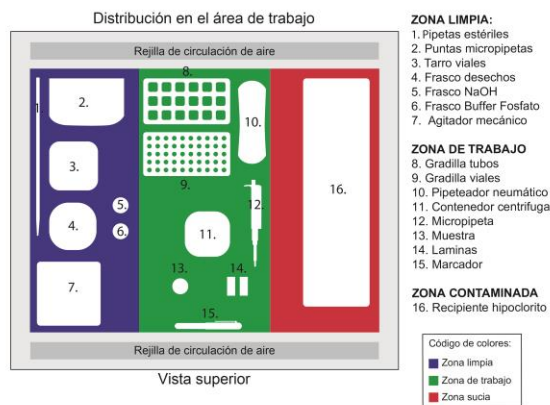 Distribución en el área de trabajo
Rejilla de circulación de aire
1.
2.
3.
4.
5.
6.
7.
8.
9.
10.
11.
12.
13.
14.
15.
16.
Rejilla de circulación de aire
Vista superior
ZONA LIMPIA:
1. Pipetas estériles
2. Puntas micropipetas
3. Tarro viales
4. Frasco desechos
5. Frasco NaOH
6. Frasco Buffer Fosfato
7. Agitador mecánico
ZONA DE TRABAJO
8. Gradilla tubos
9. Gradilla viales
10. Pipeteador neumático
11. Contenedor centrifuga
12. Micropipeta
13. Muestra
14. Laminas
15. Marcador
ZONA CONTAMINADA
16. Recipiente hipoclorito
Código de colores:
Zona limpia
Zona de trabajo
Zona sucia